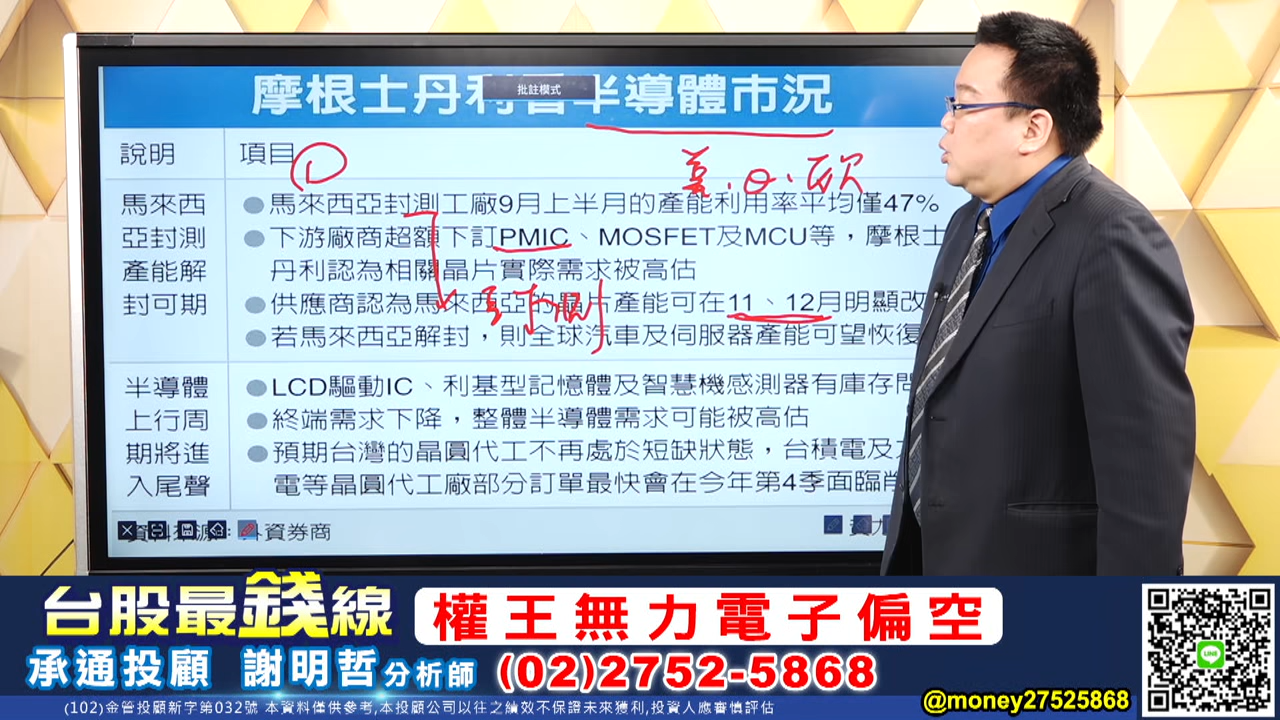 摩根士丹利看半導體市況
批註模式
說明 項目
馬來西亞封測產能解封可期
馬來西亞封測工廠9月上半月的產能利用率平均僅47%
下游廠商超額下訂PMIC、MOSFET及MCU等，摩根士
丹利認為相關晶片實際需求被高估
供應商認為馬來西亞的晶片產能可在11、12月明顯改
若馬來西亞解封，則全球汽車及伺服器產能可望恢復
半導體上行周期將進入尾聲
LCD驅動IC、利基型記憶體及智慧機感測器有庫存問
終端需求下降，整體半導體需求可能被高估
預期台灣的晶圓代工不再處於短缺狀態，台積電及
電等晶圓代工廠部分訂單最快會在今年第4季面臨削
資料來源：外資券商
台股最錢線
權王無力電子偏空
承通投顧 謝明哲分析師 (02)2752-5868
LINE
(102)金管投顧新字第032號 本資料僅供參考,本投顧公司以往之績效不保證未來獲利,投資人應審慎評估
@money27525868